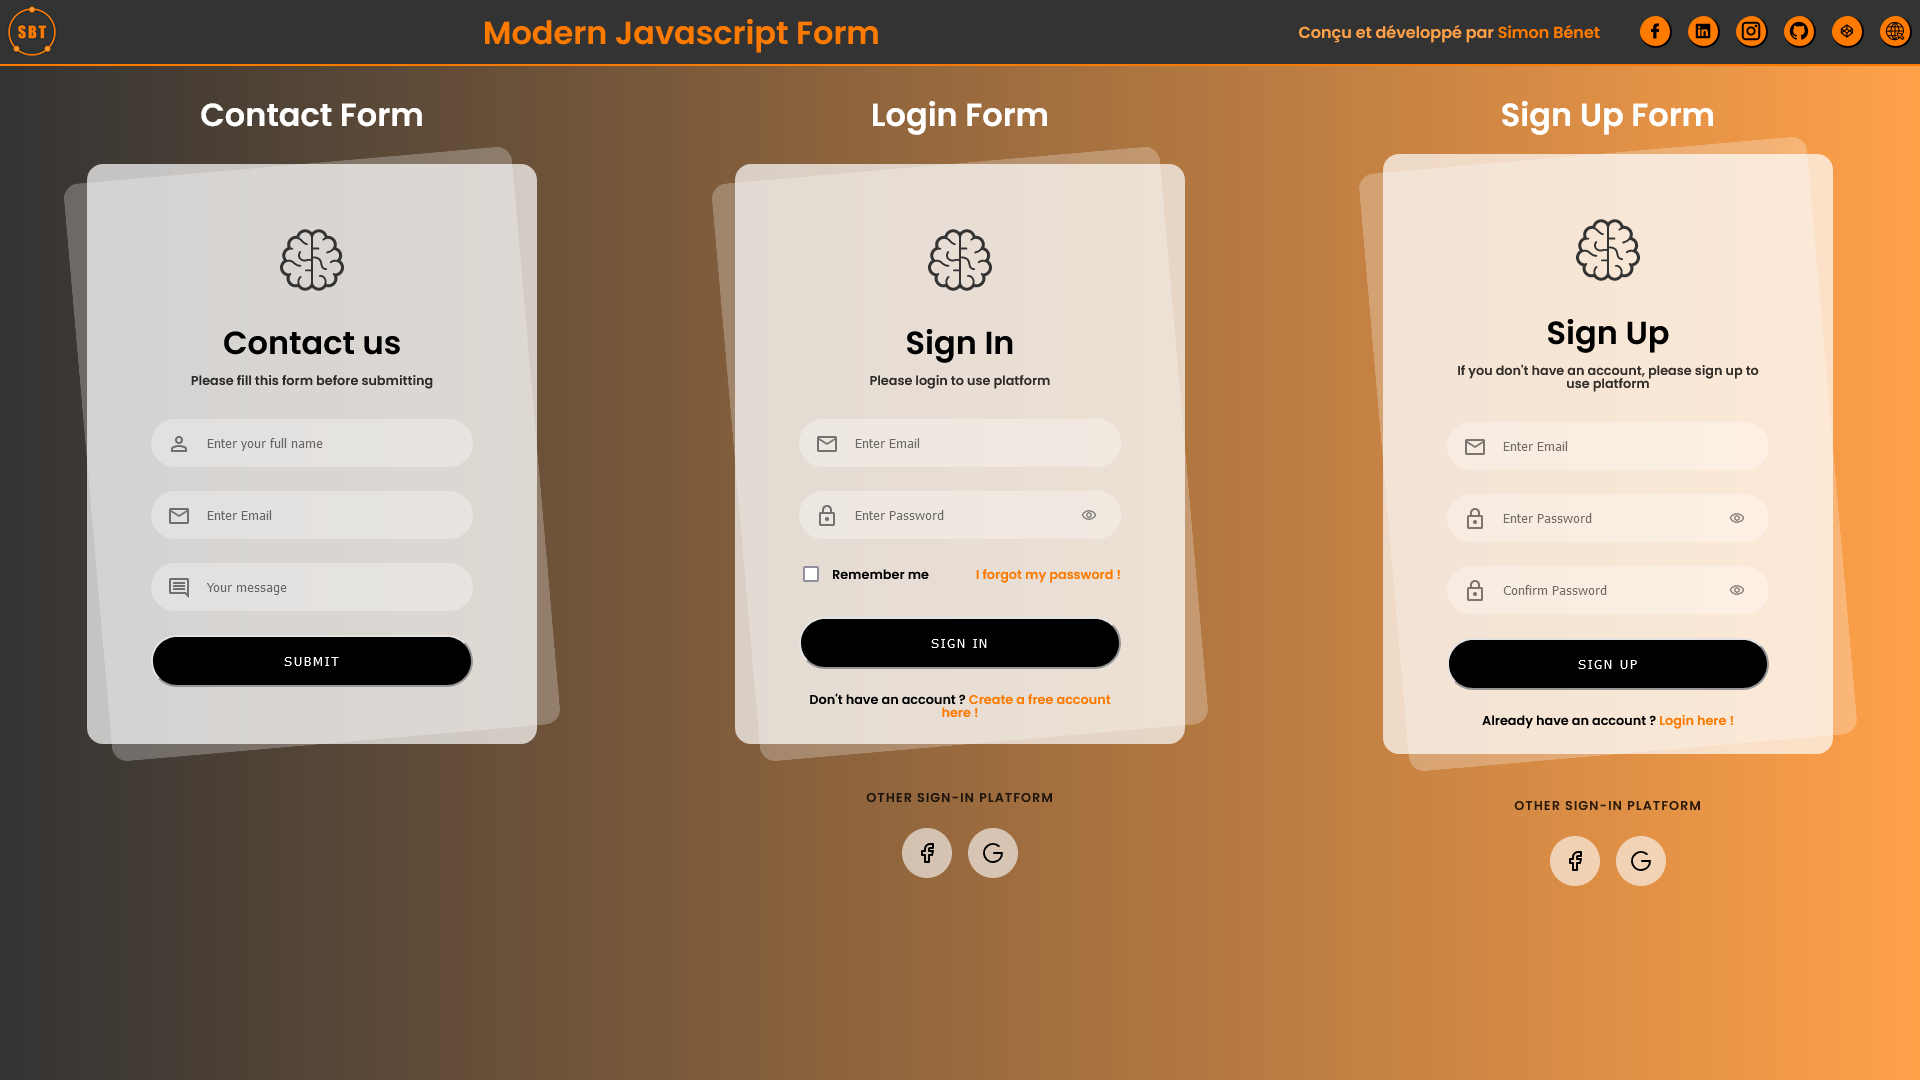 SBT
Modern Javascript Form
Conçu et développé par Simon Bénet
Contact Form
Contact us
Please fill this form before submitting
Enter your full name
Enter Email
Your message
SUBMIT
Login Form
Sign In
Please login to use platform
Enter Email
Enter Password
Remember me
I forgot my password !
SIGN IN
Don't have an account ? Create a free account
here !
OTHER SIGN-IN PLATFORM
Sign Up Form
Sign Up
If you don't have an account, please sign up to
use platform
Enter Email
Enter Password
Confirm Password
SIGN UP
Already have an account ? Login here !
OTHER SIGN-IN PLATFORM